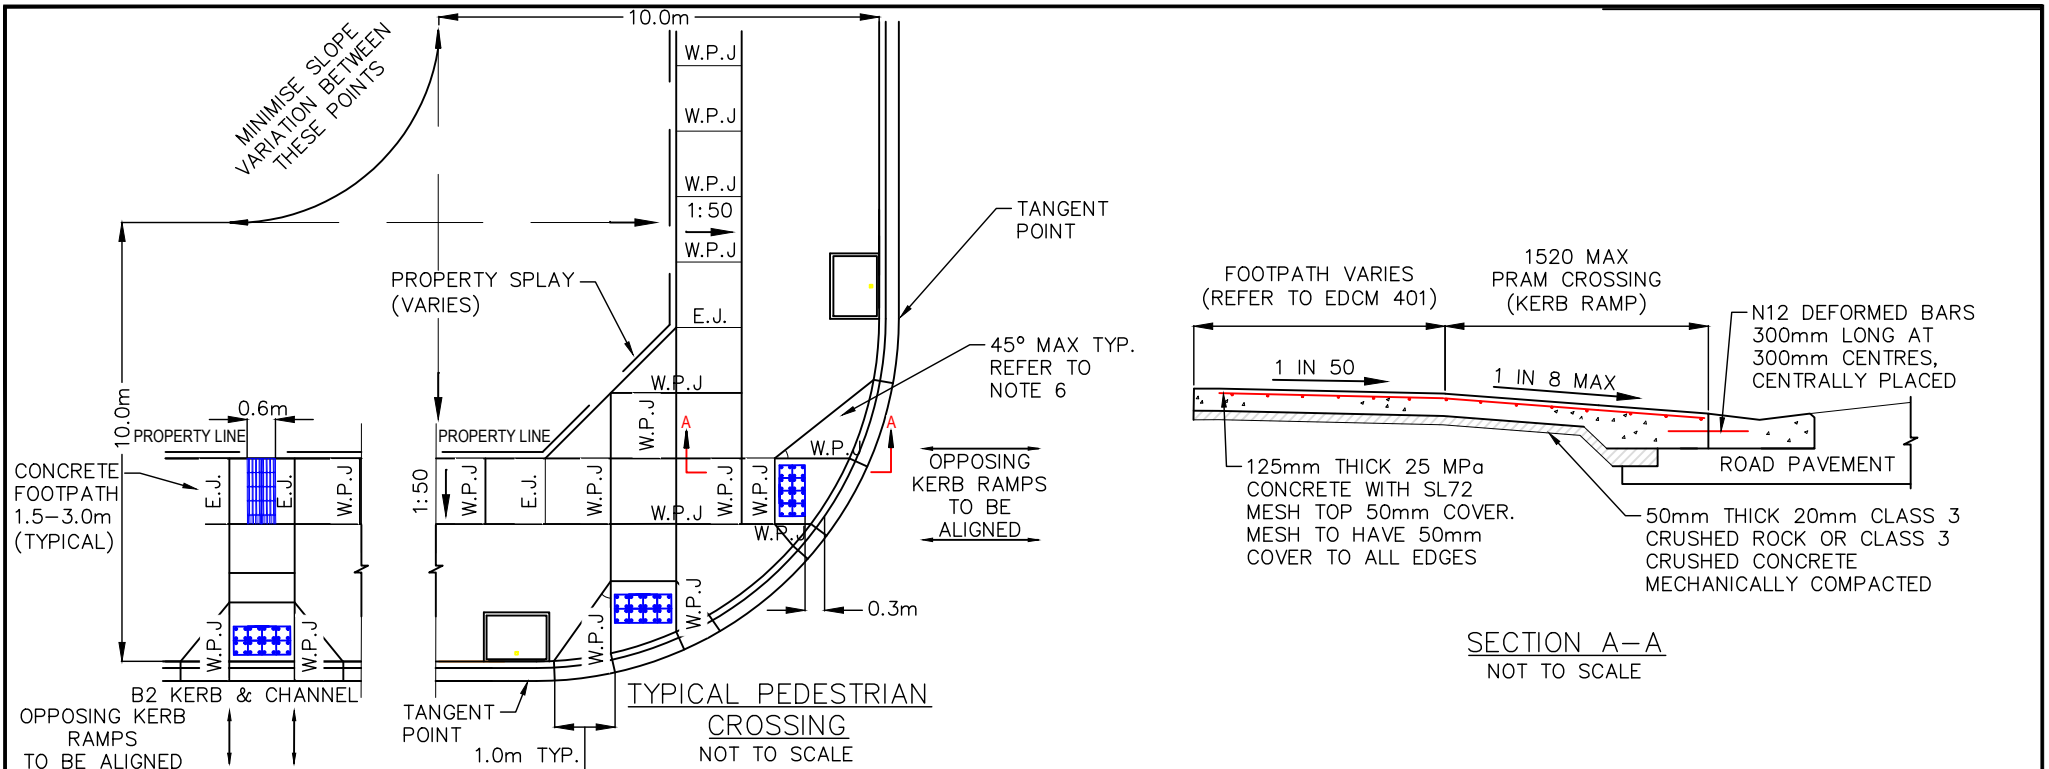 10.0m
MINIMISE SLOPE
VARIATION BETWEEN
THESE POINTS
W.P.J
W.P.J
W.P.J
1:50
W.P.J
E.J.
TANGENT
POINT
PROPERTY SPLAY
(VARIES)
45° MAX TYP.
REFER TO
NOTE 6
10.0m
0.6m
PROPERTY LINE
PROPERTY LINE
W.P.J
W.P.J
A
A
W.P.J
CONCRETE
FOOTPATH
1.5-3.0m
(TYPICAL)
E.J.
E.J.
W.P.J
1:50
W.P.J
E.J.
W.P.J
W.P.J
W.P.J
W.P.J
W.P.J
OPPOSING
KERB RAMPS
TO BE
ALIGNED
W.P.J
W.P.J
W.P.J
W.P.J
0.3m
B2 KERB & CHANNEL
OPPOSING KERB
RAMPS
TO BE ALIGNED
TANGENT
POINT
1.0m TYP.
TYPICAL PEDESTRIAN
CROSSING
NOT TO SCALE
FOOTPATH VARIES
(REFER TO EDCM 401)
1520 MAX
PRAM CROSSING
(KERB RAMP)
N12 DEFORMED BARS
300mm LONG AT
300mm CENTRES,
CENTRALLY PLACED
1 IN 50
1 IN 8 MAX
ROAD PAVEMENT
125mm THICK 25 MPa
CONCRETE WITH SL72
MESH TOP 50mm COVER.
MESH TO HAVE 50mm
COVER TO ALL EDGES
50mm THICK 20mm CLASS 3
CRUSHED ROCK OR CLASS 3
CRUSHED CONCRETE
MECHANICALLY COMPACTED
SECTION A-A
NOT TO SCALE